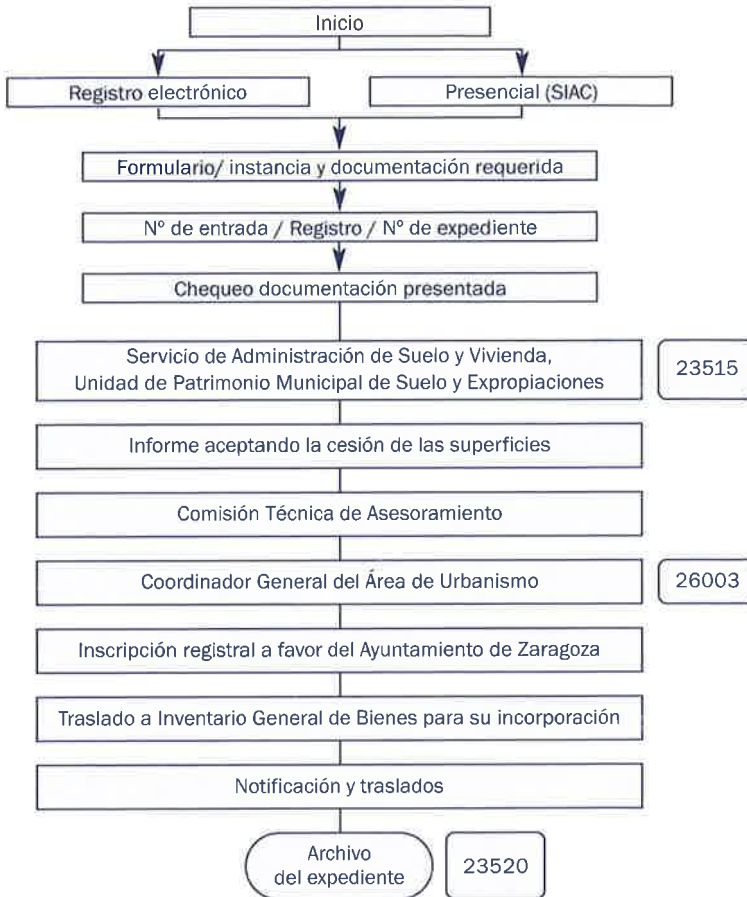 Inicio
Registro electrónico
Presencial (SIAC)
Formulario/ instancia y documentación requerida
Nº de entrada / Registro / Nº de expediente
Chequeo documentación presentada
Servicio de Administración de Suelo y Vivienda,
Unidad de Patrimonio Municipal de Suelo y Expropiaciones
23515
Informe aceptando la cesión de las superficies
Comisión Técnica de Asesoramiento
Coordinador General del Área de Urbanismo
26003
Inscripción registral a favor del Ayuntamiento de Zaragoza
Traslado a Inventario General de Bienes para su incorporación
Notificación y traslados
Archivo
del expediente
23520